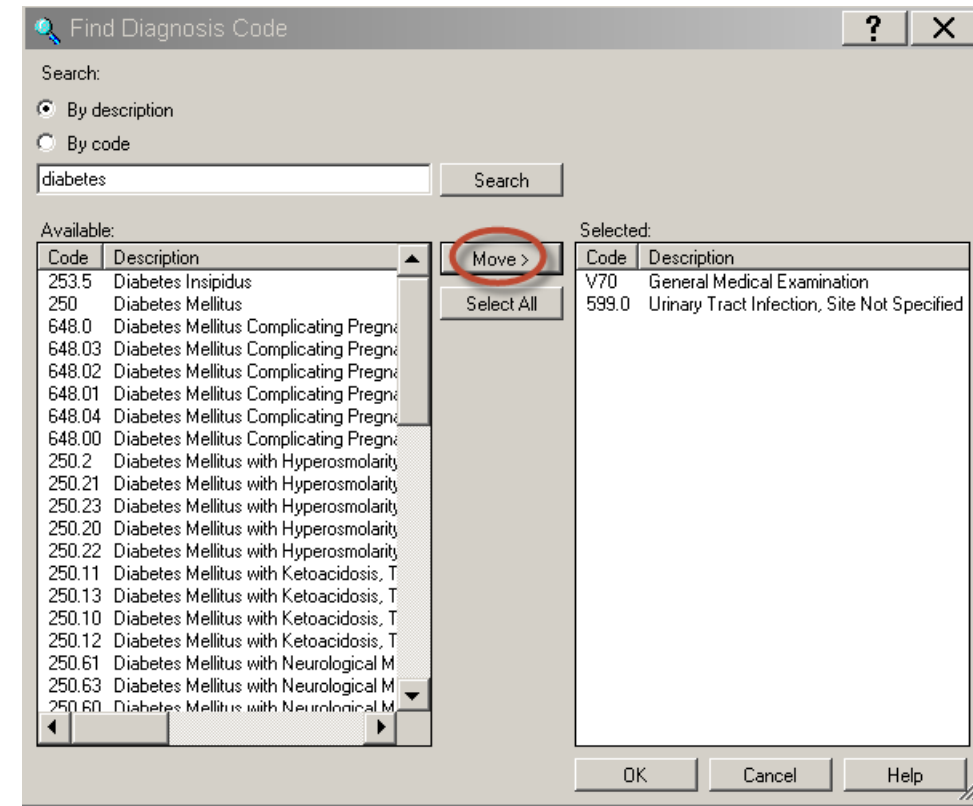 Find Diagnosis Code
?
Search:
By description
By code
diabetes
Search
Available:
Code Description
253.5 Diabetes Insipidus
250 Diabetes Mellitus
648.0 Diabetes Mellitus Complicating Pregna
648.03 Diabetes Mellitus Complicating Pregna
648.02 Diabetes Mellitus Complicating Pregna
648.01 Diabetes Mellitus Complicating Pregna
648.04 Diabetes Mellitus Complicating Pregna
648.00 Diabetes Mellitus Complicating Pregna
250.2 Diabetes Mellitus with Hyperosmolarity
250.21 Diabetes Mellitus with Hyperosmolarity
250.23 Diabetes Mellitus with Hyperosmolarity
250.20 Diabetes Mellitus with Hyperosmolarity
250.22 Diabetes Mellitus with Hyperosmolarity
250.11 Diabetes Mellitus with Ketoacidosis, T
250.13 Diabetes Mellitus with Ketoacidosis, T
250.10 Diabetes Mellitus with Ketoacidosis, T
250.12 Diabetes Mellitus with Ketoacidosis, T
250.61 Diabetes Mellitus with Neurological M
250.63 Diabetes Mellitus with Neurological M
250.60 Diabetes Mellitus with Neurological M
Move >
Select All
Selected:
Code Description
V70 General Medical Examination
599.0 Urinary Tract Infection, Site Not Specified
OK
Cancel
Help